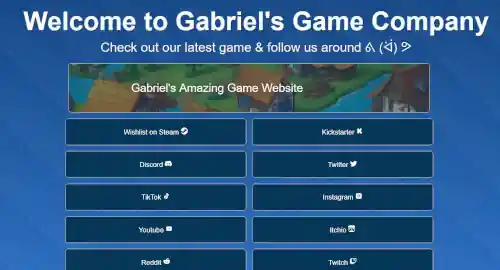 Welcome to Gabriel's Game Company
Check out our latest game & follow us around
Gabriel's Amazing Game Website
Wishlist on Steam
Kickstarter
Discord
Twitter
TikTok
Instagram
Youtube
Itchio
Reddit
Twitch